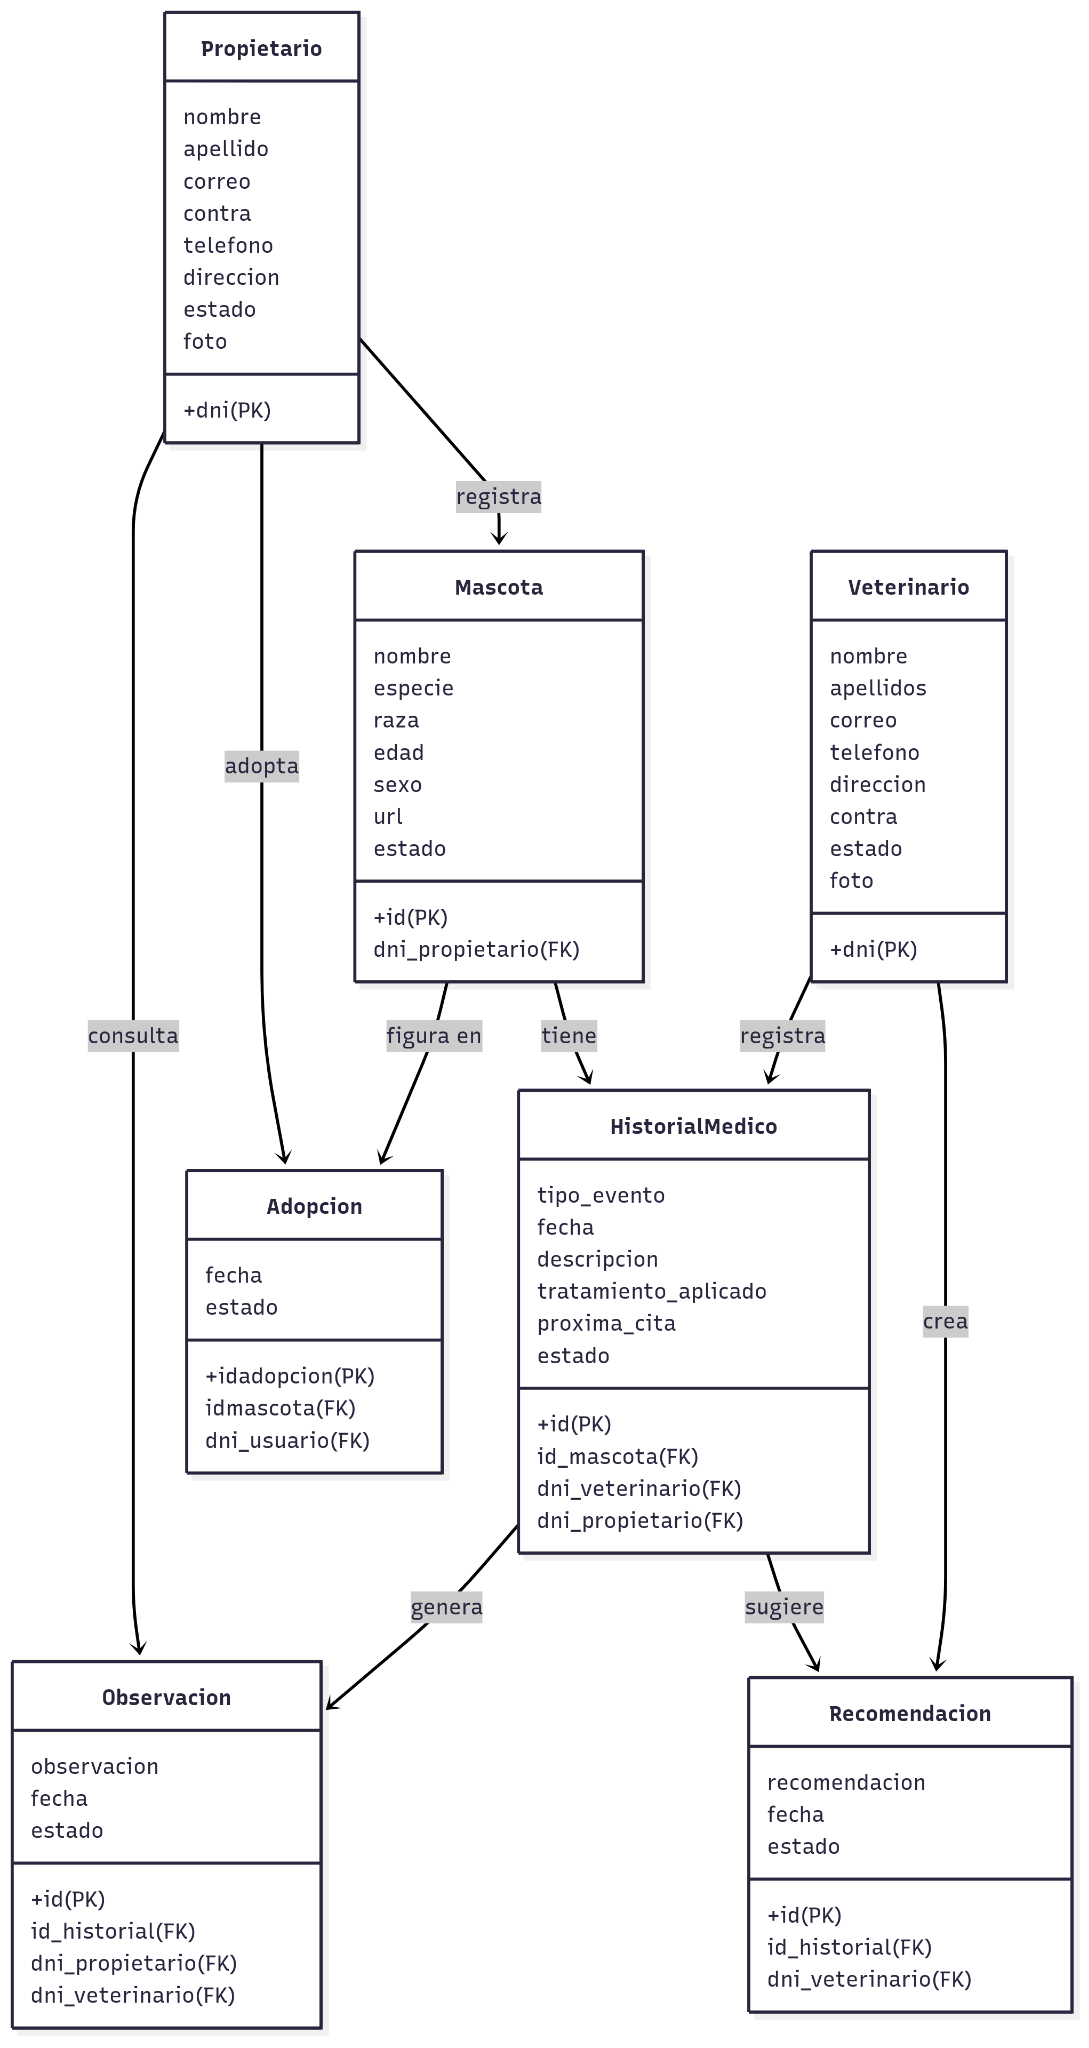 Propietario
nombre
apellido
correo
contra
telefono
direccion
estado
foto
+dni(PK)
registra
Mascota
nombre
especie
raza
edad
sexo
url
estado
+id(PK)
dni_propietario(FK)
Veterinario
nombre
apellidos
correo
telefono
direccion
contra
estado
foto
+dni(PK)
adopta
consulta
figura en
tiene
registra
Adopcion
fecha
estado
+idadopcion(PK)
idmascota(FK)
dni_usuario(FK)
HistorialMedico
tipo_evento
fecha
descripcion
tratamiento_aplicado
proxima_cita
estado
+id(PK)
id_mascota(FK)
dni_veterinario(FK)
dni_propietario(FK)
crea
genera
sugiere
Observacion
observacion
fecha
estado
+id(PK)
id_historial(FK)
dni_propietario(FK)
dni_veterinario(FK)
Recomendacion
recomendacion
fecha
estado
+id(PK)
id_historial(FK)
dni_veterinario(FK)